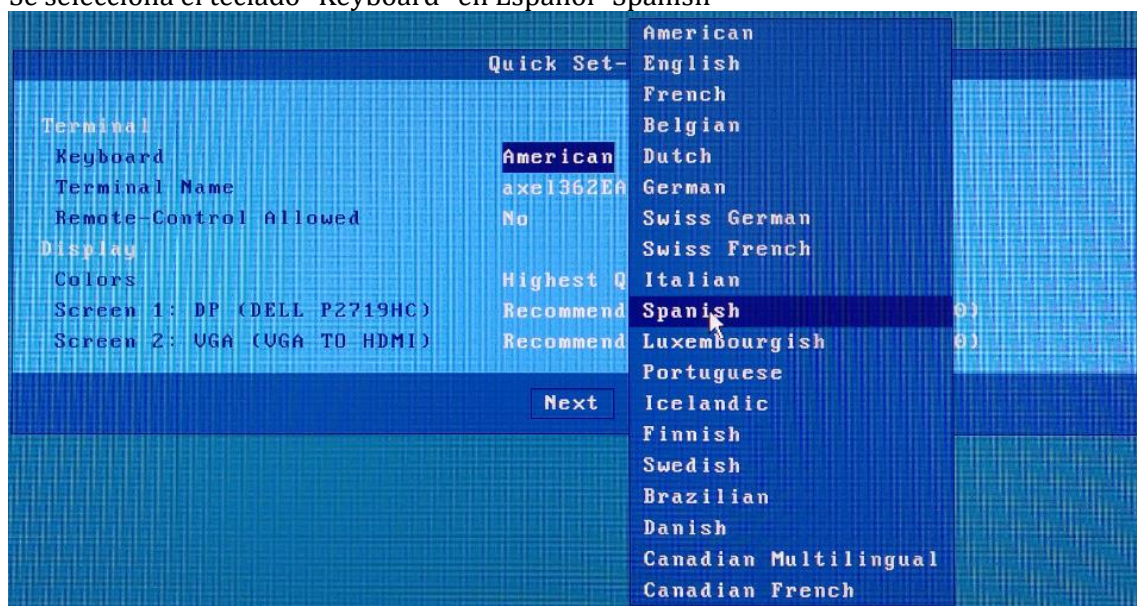 Se selecciona el teclado "Keyboard" en Español "Spanish"
Quick Set-
Terminal
Keyboard American
Terminal Name axel362EA
Remote-Control Allowed No
Display
Colors Highest Q
Screen 1: DP (DELL P2719HC) Recommend 0)
Screen 2: VGA (VGA TO HDMI) Recommend 0)
Next
American
English
French
Belgian
Dutch
German
Swiss German
Swiss French
Italian
Spanish
Luxembourgish
Portuguese
Icelandic
Finnish
Swedish
Brazilian
Danish
Canadian Multilingual
Canadian French